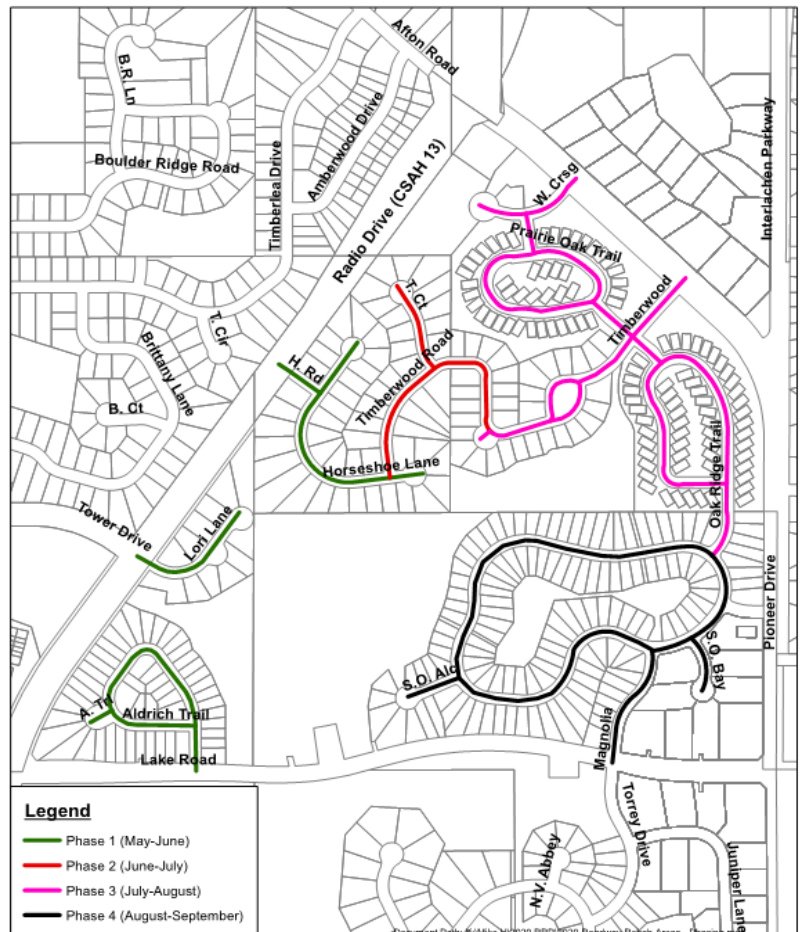 Afton Road
B.R. Ln
Amberwood Drive
Interlachen Parkway
Boulder Ridge Road
Timberlea Drive
Radio Drive (CSAH 13)
W. Crsg
Prairie Oak Trail
T. Ct
Timberwood
T. Cir
Brittany Lane
H. Rd
Timberwood Road
B. Ct
Horseshoe Lane
Oak Ridge Trail
Tower Drive
Lori Lane
Pioneer Drive
S.O. Bay
S.O. Alc
A. Trl
Aldrich Trail
Magnolia
Lake Road
Legend
Phase 1 (May-June)
Phase 2 (June-July)
Phase 3 (July-August)
Phase 4 (August-September)
Torrey Drive
N.V. Abbey
Juniper Lane